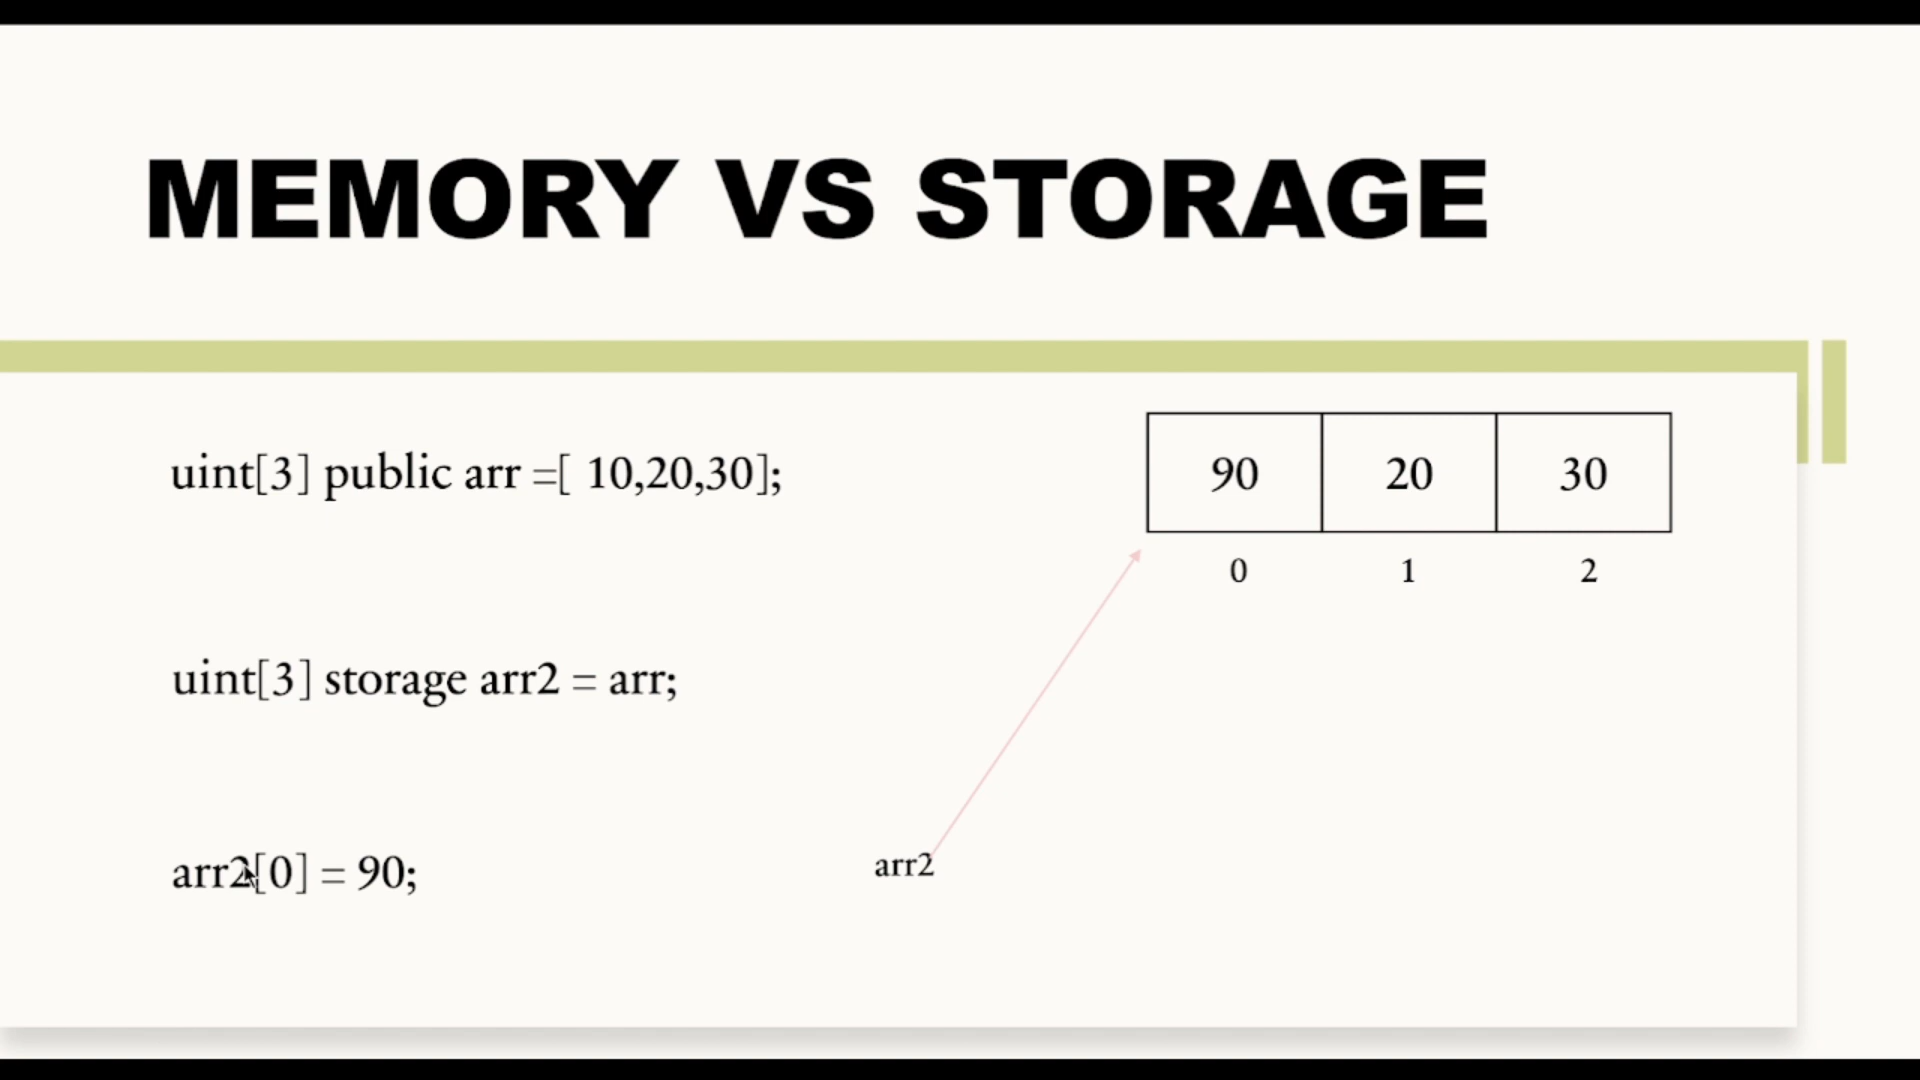 MEMORY VS STORAGE
uint[3] public arr =[ 10,20,30];
90 20 30
0 1 2
uint[3] storage arr2 = arr;
arr2[0] = 90;
arr2